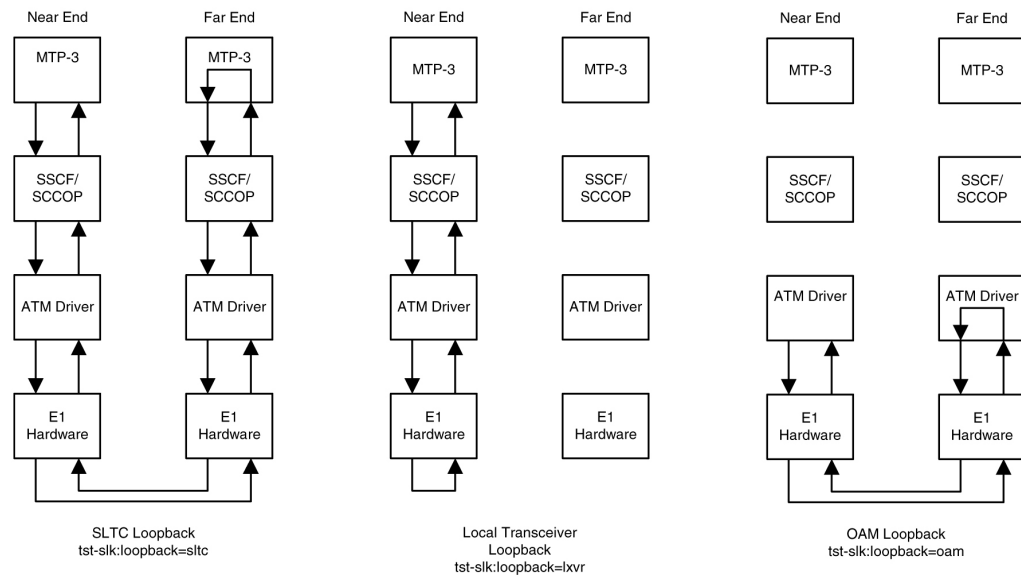 Near End
Far End
MTP-3
MTP-3
SSCF/
SCCOP
SSCF/
SCCOP
ATM Driver
ATM Driver
E1
Hardware
E1
Hardware
SLTC Loopback
tst-slk:loopback=sltc
Near End
Far End
MTP-3
MTP-3
SSCF/
SCCOP
SSCF/
SCCOP
ATM Driver
ATM Driver
E1
Hardware
E1
Hardware
Local Transceiver
Loopback
tst-slk:loopback=lxvr
Near End
Far End
MTP-3
MTP-3
SSCF/
SCCOP
SSCF/
SCCOP
ATM Driver
ATM Driver
E1
Hardware
E1
Hardware
OAM Loopback
tst-slk:loopback=oam